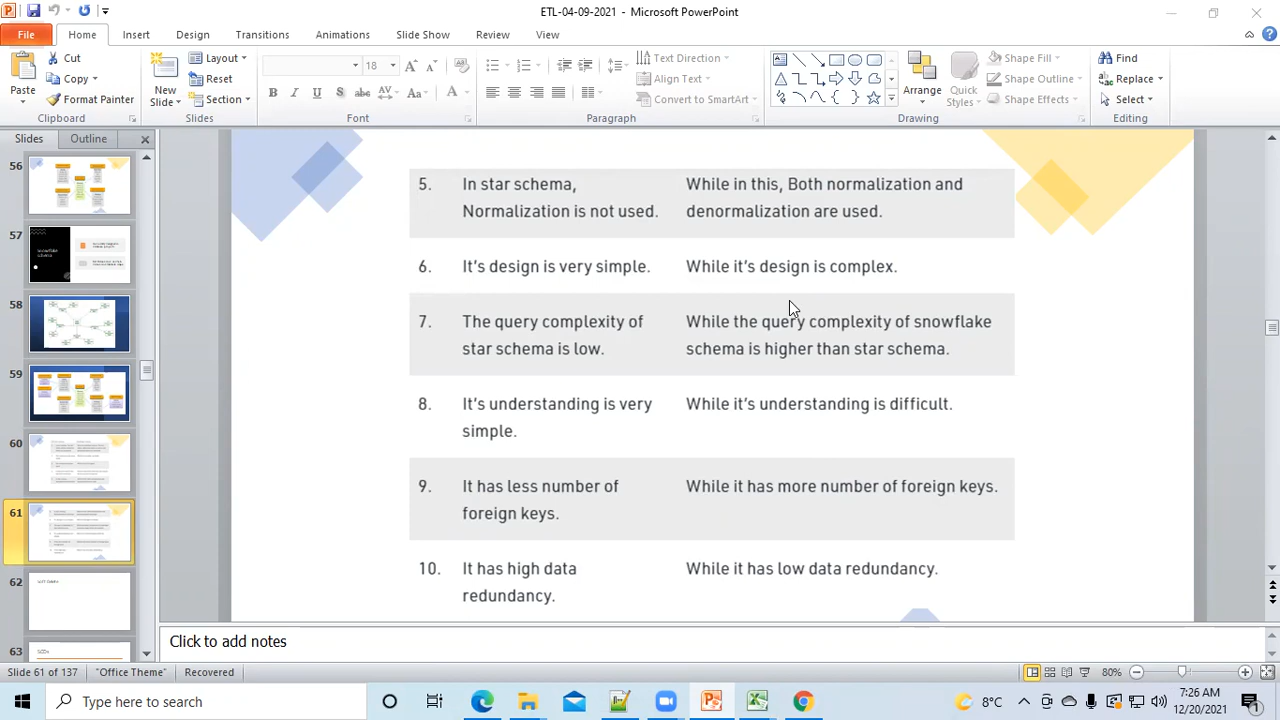 ETL-04-09-2021 - Microsoft PowerPoint
File Home Insert Design Transitions Animations Slide Show Review View
Paste
Cut
Copy
Format Painter
Clipboard
New Slide
Layout
Reset
Section
Slides
18
Font
Text Direction
Align Text
Convert to SmartArt
Paragraph
Arrange
Quick Styles
Shape Fill
Shape Outline
Shape Effects
Drawing
Find
Replace
Select
Editing
Slides Outline
56
57
58
59
60
61
62
63
5. In star schema, While in this, Both normalization and
Normalization is not used. denormalization are used.
6. It's design is very simple. While it's design is complex.
7. The query complexity of While the query complexity of snowflake
star schema is low. schema is higher than star schema.
8. It's understanding is very While it's understanding is difficult.
simple.
9. It has less number of While it has more number of foreign keys.
foreign keys.
10. It has high data While it has low data redundancy.
redundancy.
Click to add notes
Slide 61 of 137 "Office Theme" Recovered 80%
Type here to search 8°C 7:26 AM
12/20/2021